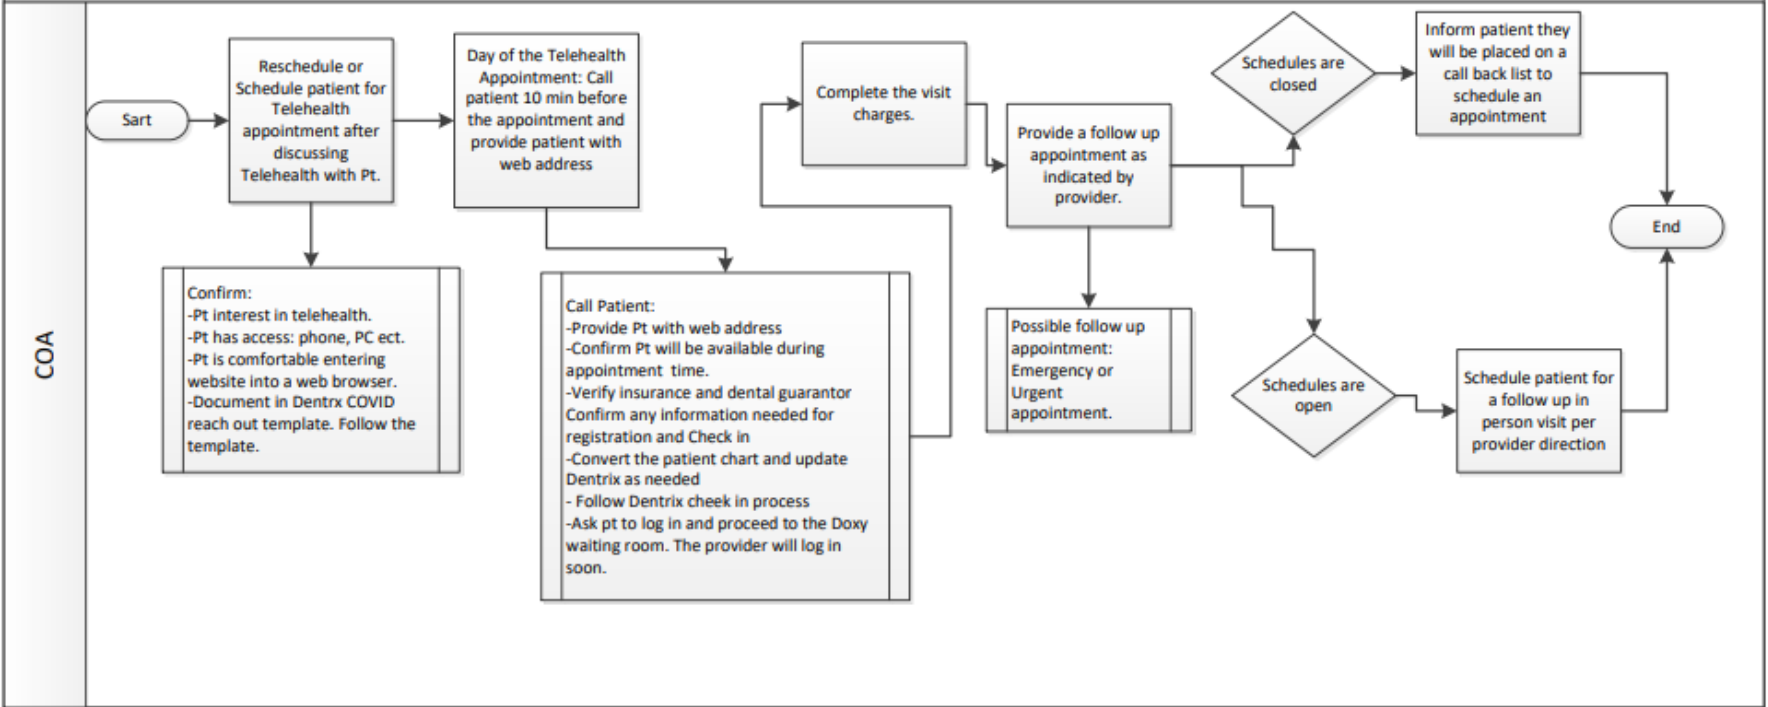 COA
Sart
Reschedule or
Schedule patient for
Telehealth
appointment after
discussing
Telehealth with Pt.
Confirm:
-Pt interest in telehealth.
-Pt has access: phone, PC ect.
-Pt is comfortable entering
website into a web browser.
-Document in Dentrx COVID
reach out template. Follow the
template.
Day of the Telehealth
Appointment: Call
patient 10 min before
the appointment and
provide patient with
web address
Call Patient:
-Provide Pt with web address
-Confirm Pt will be available during
appointment time.
-Verify insurance and dental guarantor
Confirm any information needed for
registration and Check in
-Convert the patient chart and update
Dentrix as needed
- Follow Dentrix cheek in process
-Ask pt to log in and proceed to the Doxy
waiting room. The provider will log in
soon.
Complete the visit
charges.
Provide a follow up
appointment as
indicated by
provider.
Possible follow up
appointment:
Emergency or
Urgent
appointment.
Schedules are
closed
Inform patient they
will be placed on a
call back list to
schedule an
appointment
Schedules are
open
Schedule patient for
a follow up in
person visit per
provider direction
End